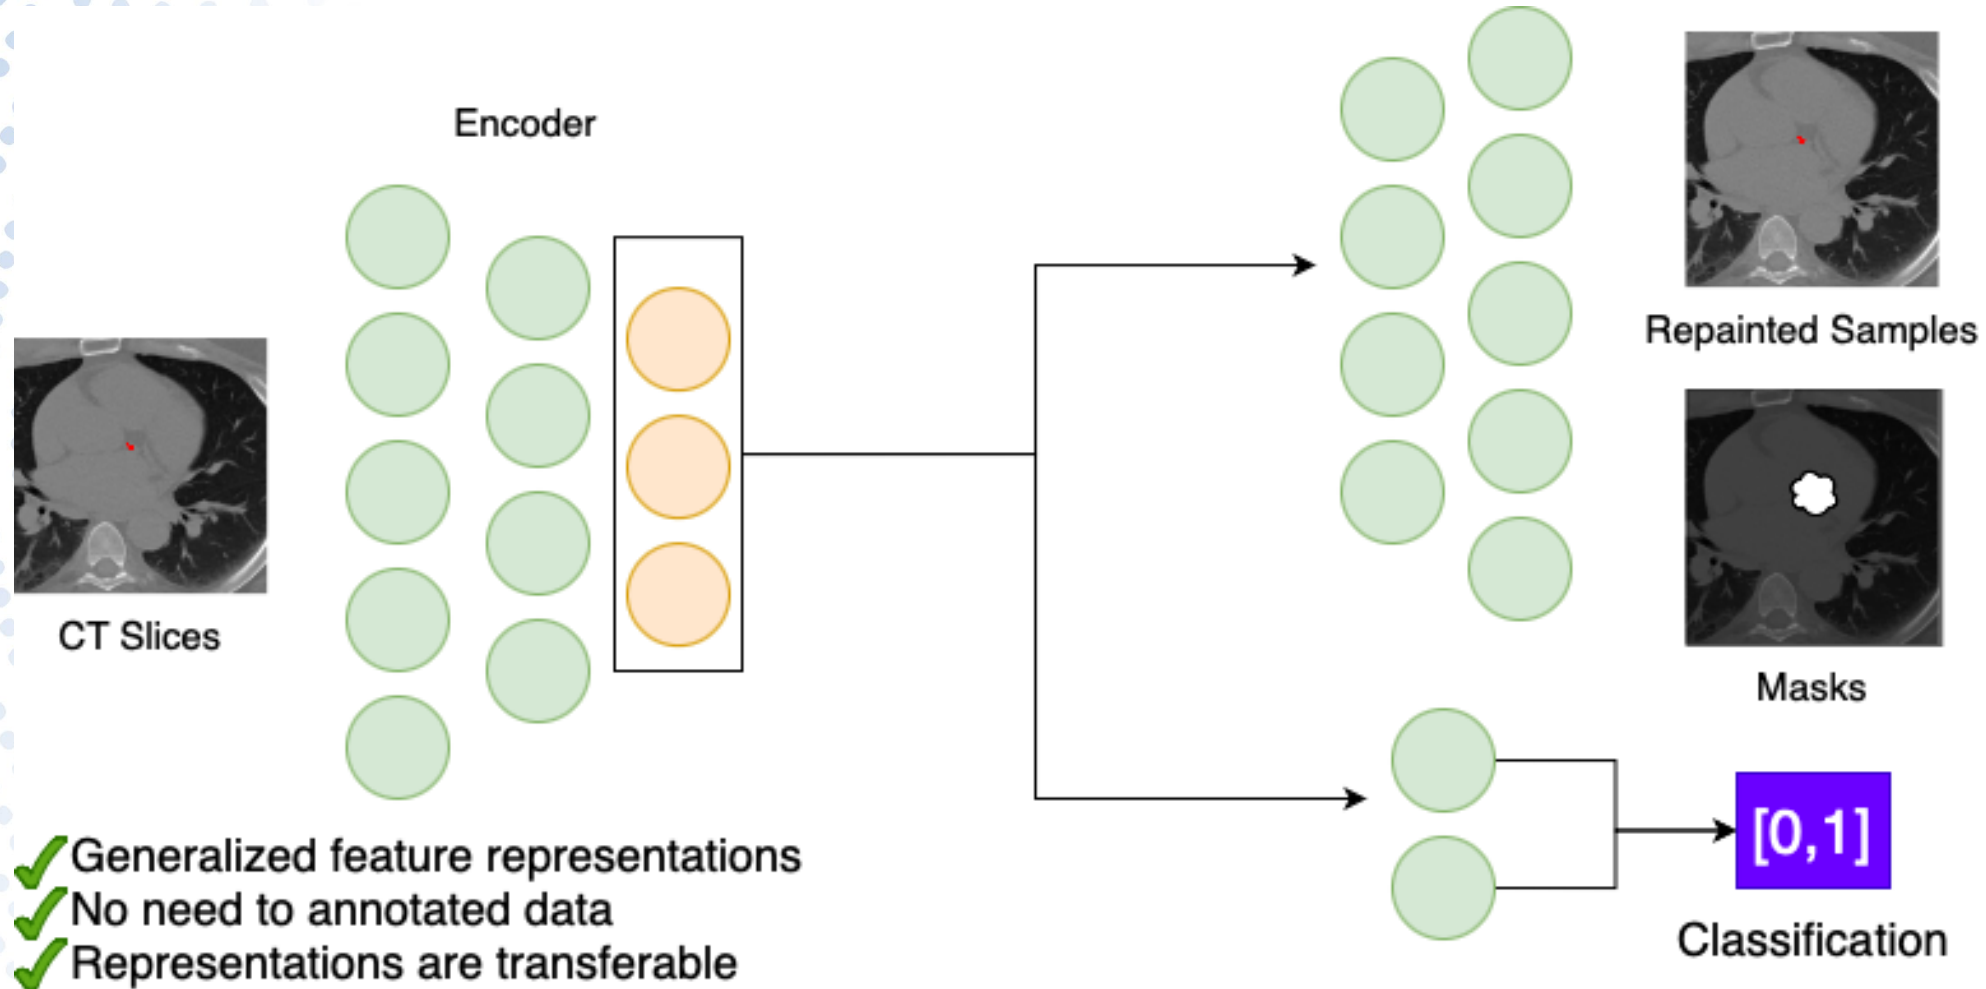 Encoder
CT Slices
Repainted Samples
Masks
[0,1]
Classification
Generalized feature representations
No need to annotated data
Representations are transferable